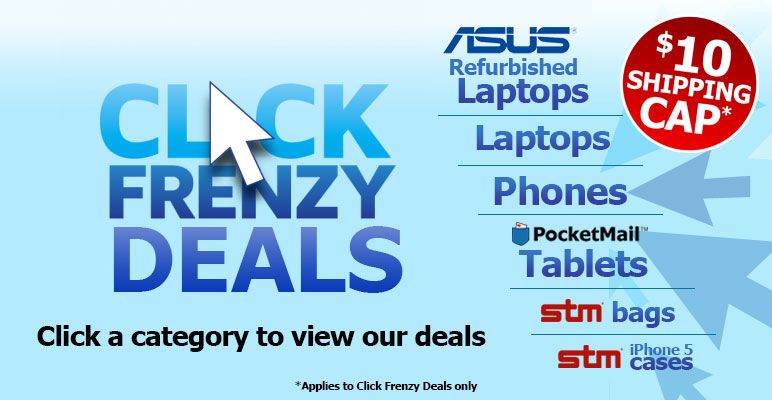 CLICK
FRENZY
DEALS
Click a category to view our deals
*Applies to Click Frenzy Deals only
ASUS®
Refurbished
Laptops
Laptops
Phones
PocketMail™
Tablets
stm® bags
stm® iPhone 5
cases
$10
SHIPPING
CAP*